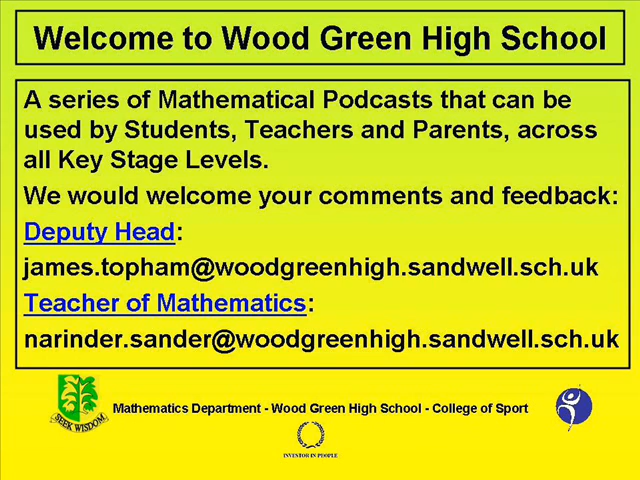 Welcome to Wood Green High School
A series of Mathematical Podcasts that can be
used by Students, Teachers and Parents, across
all Key Stage Levels.
We would welcome your comments and feedback:
Deputy Head:
james.topham@woodgreenhigh.sandwell.sch.uk
Teacher of Mathematics:
narinder.sander@woodgreenhigh.sandwell.sch.uk
SEEK WISDOM
Mathematics Department - Wood Green High School - College of Sport
INVESTOR IN PEOPLE